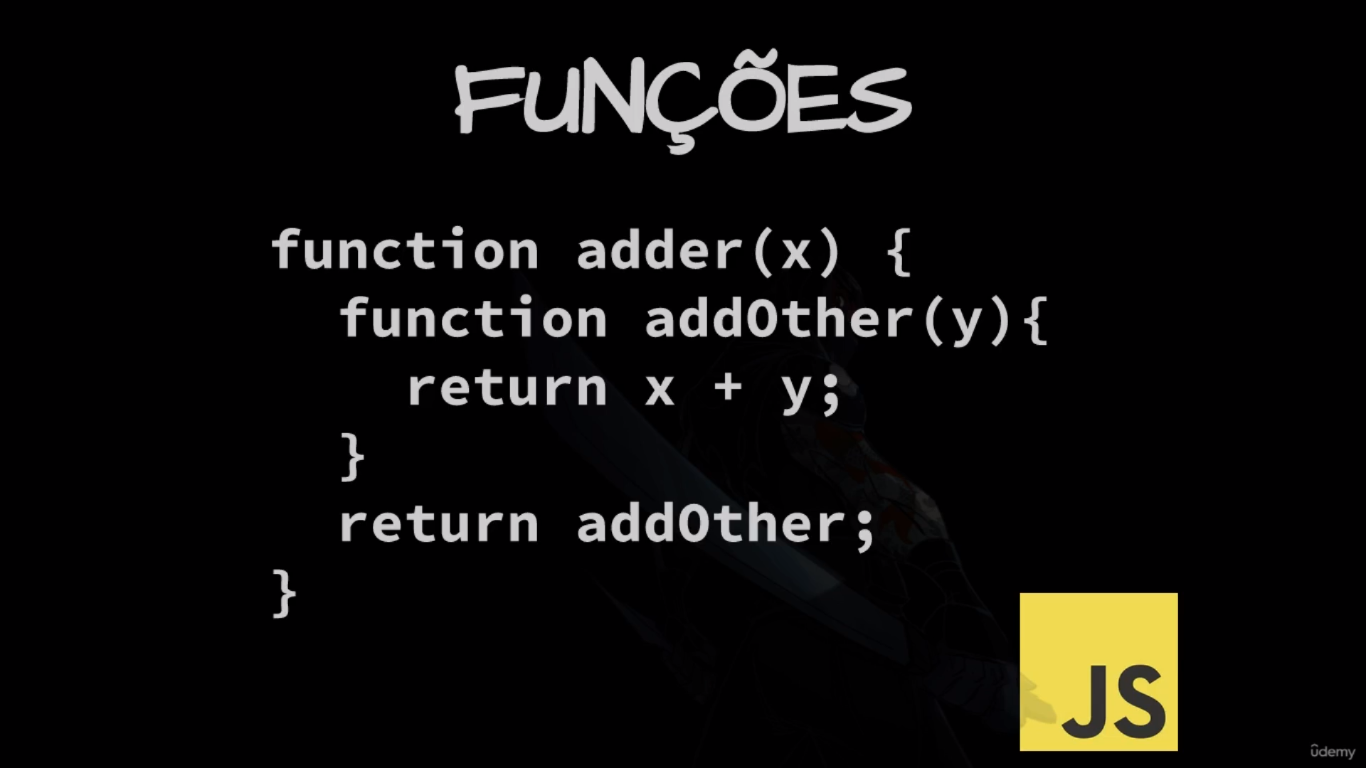 FUNÇÕES
function adder(x) {
  function addOther(y){
    return x + y;
  }
  return addOther;
}
JS
ûdemy